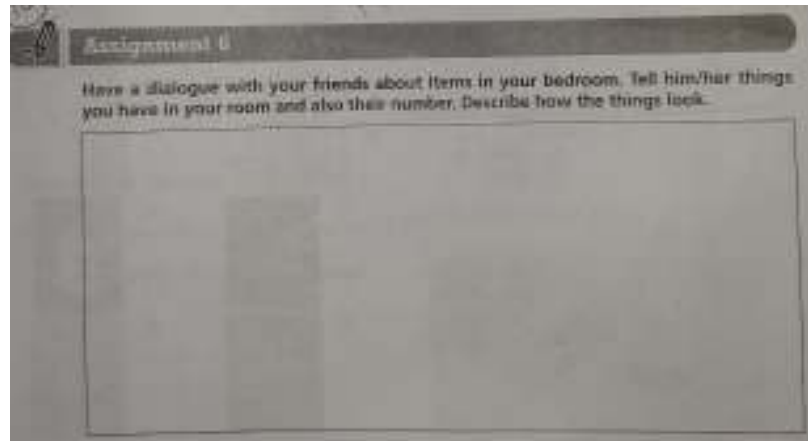 Assignment 6
Have a dialogue with your friends about items in your bedroom. Tell him/her things
you have in your room and also their number. Describe how the things look.